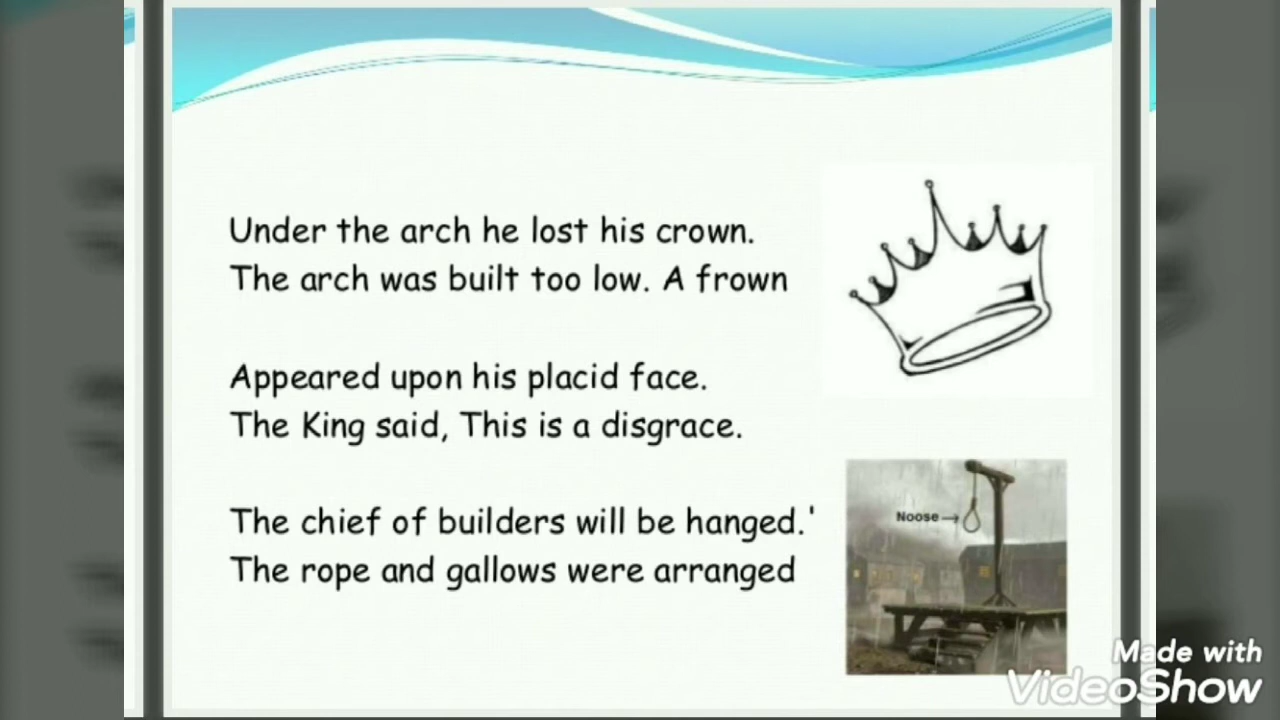 Under the arch he lost his crown.
The arch was built too low. A frown
Appeared upon his placid face.
The King said, This is a disgrace.
The chief of builders will be hanged.'
The rope and gallows were arranged
Noose
Made with
VideoShow